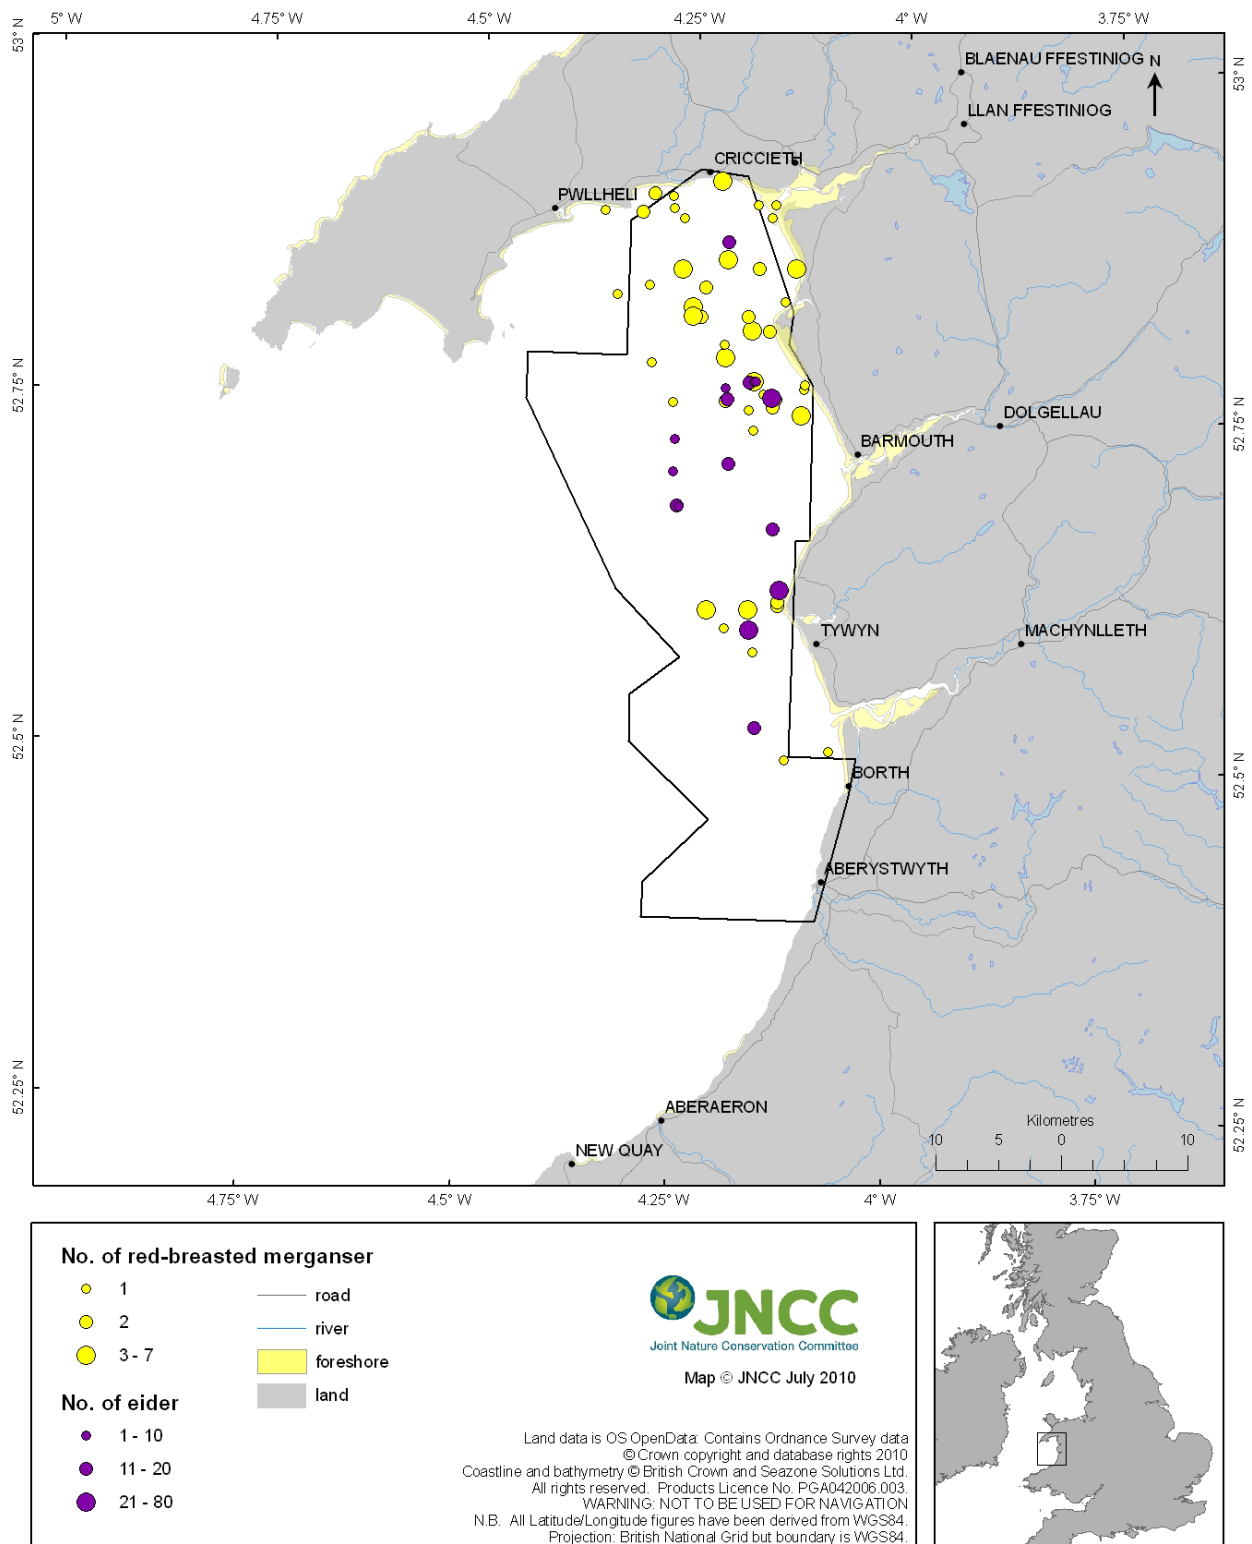 5° W 4.75° W 4.5° W 4.25° W 4° W 3.75° W
53° N
53° N
BLAENAU FFESTINIOG
N
LLAN FFESTINIOG
CRICCIETH
PWLLHELI
52.75° N
52.75° N
DOLGELLAU
BARMOUTH
TYWYN
MACHYNLLETH
52.5° N
52.5° N
BORTH
ABERYSTWYTH
52.25° N
52.25° N
ABERAERON
Kilometres
10 5 0 10
NEW QUAY
4.75° W 4.5° W 4.25° W 4° W 3.75° W
No. of red-breasted merganser
1
2
3 - 7
No. of eider
1 - 10
11 - 20
21 - 80
road
river
foreshore
land
JNCC
Joint Nature Conservation Committee
Map © JNCC July 2010
Land data is OS OpenData: Contains Ordnance Survey data
© Crown copyright and database rights 2010
Coastline and bathymetry © British Crown and Seazone Solutions Ltd.
All rights reserved. Products Licence No. PGA042006.003.
WARNING: NOT TO BE USED FOR NAVIGATION
N.B. All Latitude/Longitude figures have been derived from WGS84.
Projection: British National Grid but boundary is WGS84.